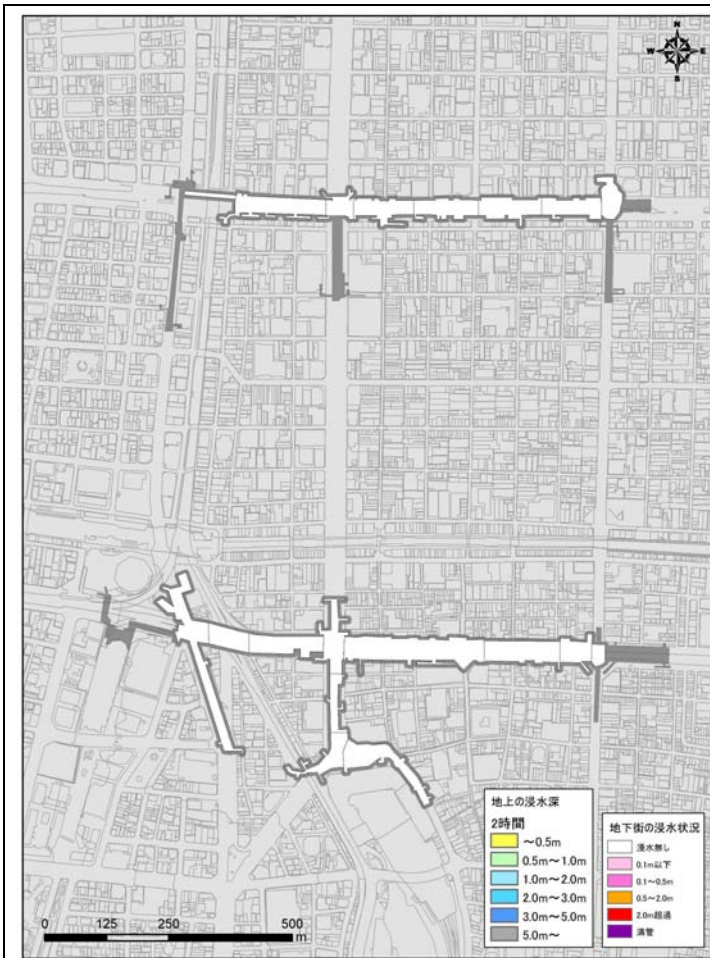 N
W E
S
地上の浸水深
2時間
～0.5m
0.5m～1.0m
1.0m～2.0m
2.0m～3.0m
3.0m～5.0m
5.0m～
地下街の浸水状況
浸水無し
0.1m以下
0.1～0.5m
0.5～2.0m
2.0m超過
満管
0 125 250 500
m